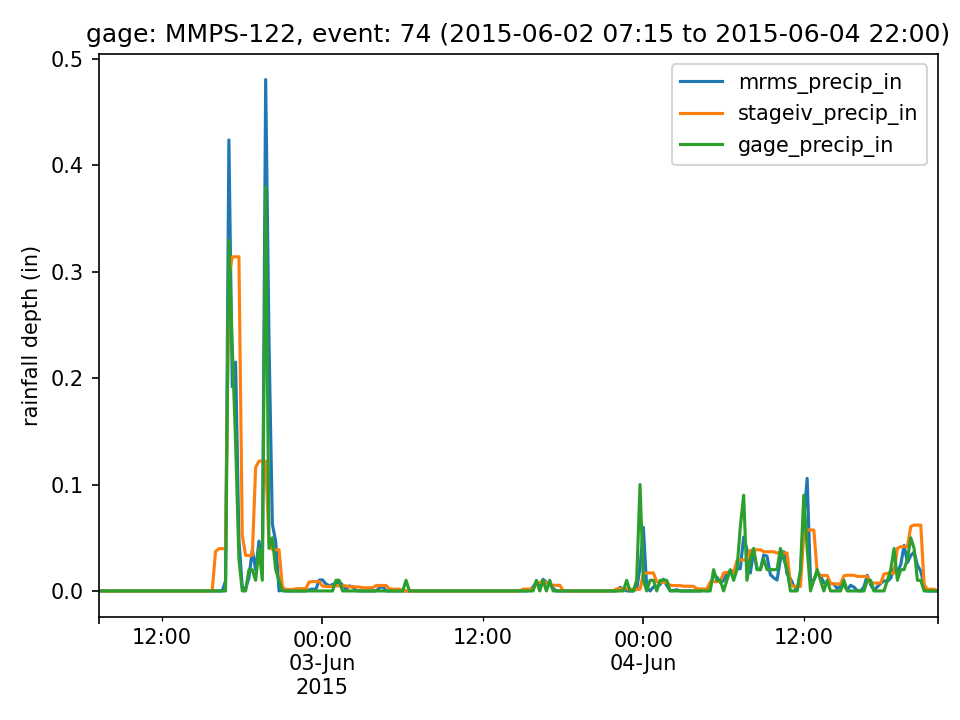 gage: MMPS-122, event: 74 (2015-06-02 07:15 to 2015-06-04 22:00)
mrms_precip_in
stageiv_precip_in
gage_precip_in
rainfall depth (in)
0.5
0.4
0.3
0.2
0.1
0.0
12:00
00:00
03-Jun
2015
12:00
00:00
04-Jun
12:00